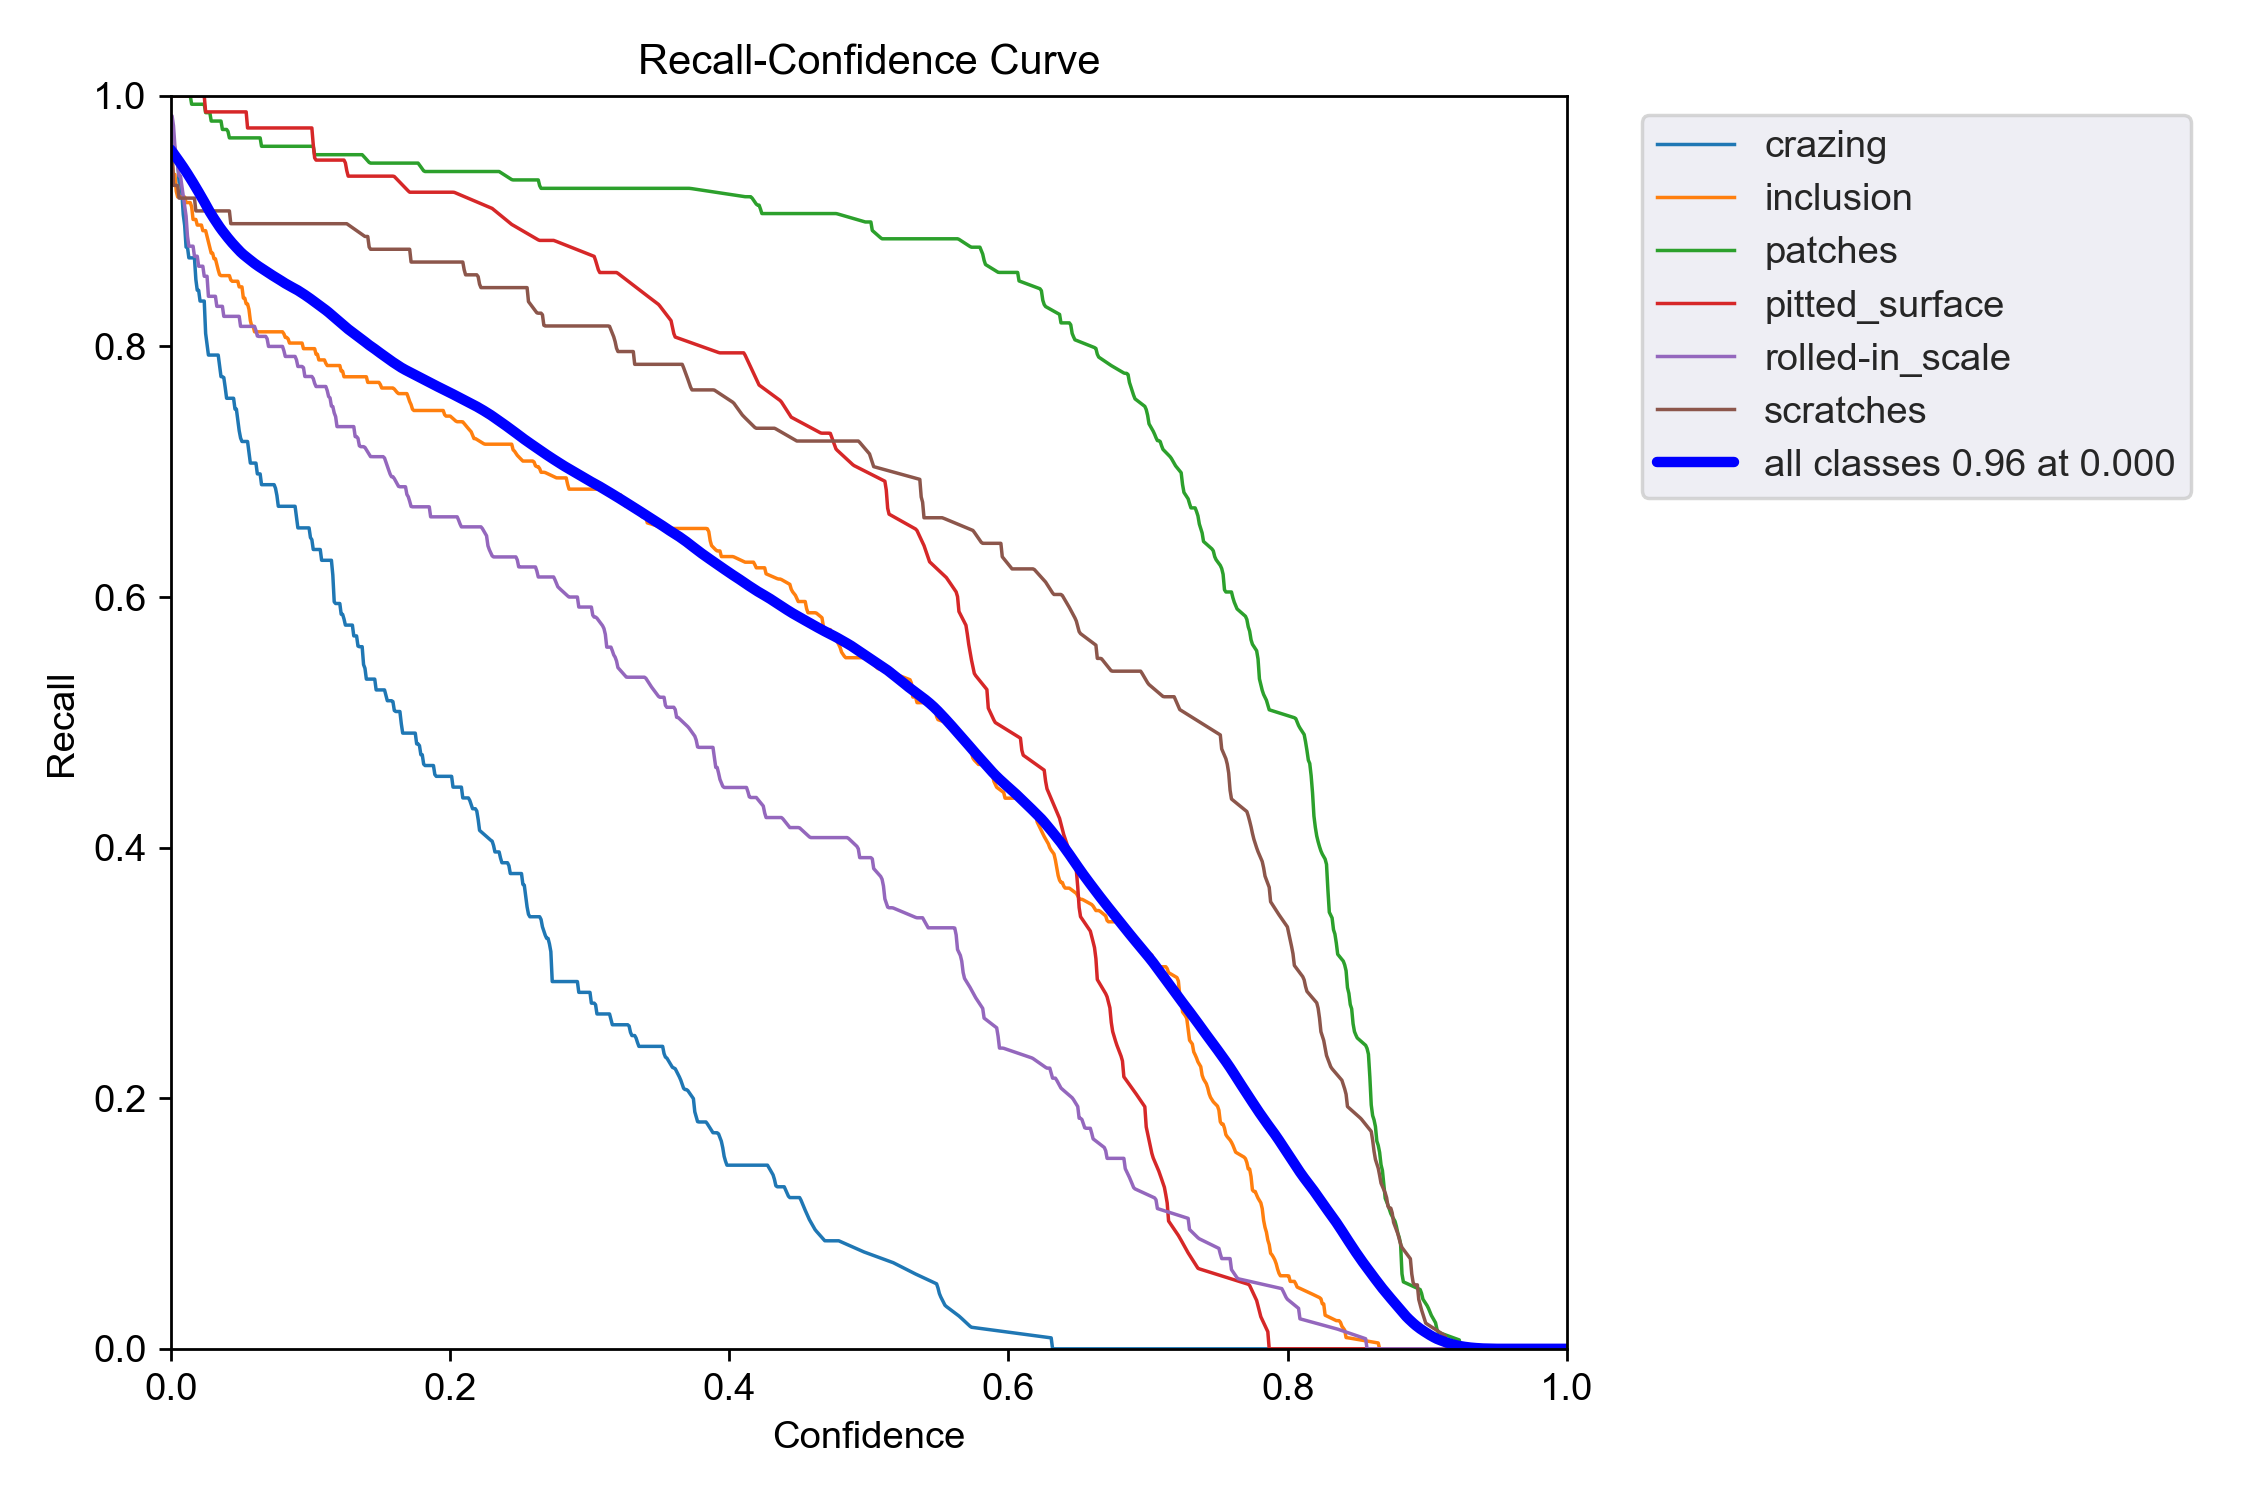 Recall-Confidence Curve
1.0
0.8
0.6
0.4
0.2
0.0
Recall
0.0 0.2 0.4 0.6 0.8 1.0
Confidence
crazing
inclusion
patches
pitted_surface
rolled-in_scale
scratches
all classes 0.96 at 0.000